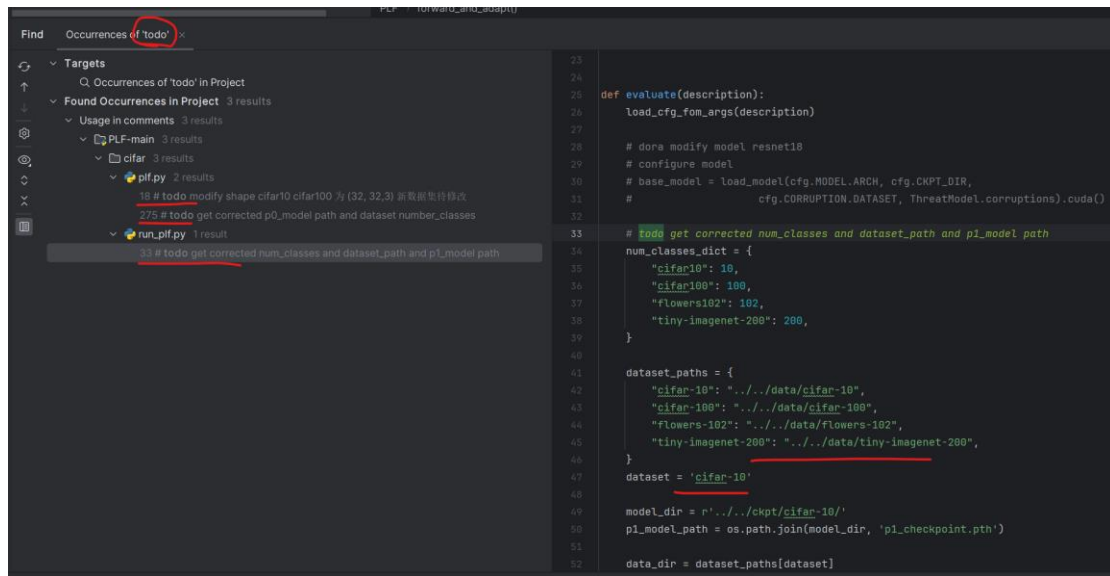 PLF forward_and_adapt()
Find
Occurrences of 'todo' ×
Targets
Occurrences of 'todo' in Project
Found Occurrences in Project 3 results
Usage in comments 3 results
PLF-main 3 results
cifar 3 results
plf.py 2 results
18 # todo modify shape cifar10 cifar100 为 (32, 32,3) 新数据集待修改
275 # todo get corrected p0_model path and dataset number_classes
run_plf.py 1 result
33 # todo get corrected num_classes and dataset_path and p1_model path
23
24
25 def evaluate(description):
26 load_cfg_fom_args(description)
27
28 # dora modify model resnet18
29 # configure model
30 # base_model = load_model(cfg.MODEL.ARCH, cfg.CKPT_DIR,
31 # cfg.CORRUPTION.DATASET, ThreatModel.corruptions).cuda()
32
33 # todo get corrected num_classes and dataset_path and p1_model path
34 num_classes_dict = {
35 "cifar10": 10,
36 "cifar100": 100,
37 "flowers102": 102,
38 "tiny-imagenet-200": 200,
39 }
40
41 dataset_paths = {
42 "cifar-10": "../../data/cifar-10",
43 "cifar-100": "../../data/cifar-100",
44 "flowers-102": "../../data/flowers-102",
45 "tiny-imagenet-200": "../../data/tiny-imagenet-200",
46 }
47 dataset = 'cifar-10'
48
49 model_dir = r'../../ckpt/cifar-10/'
50 p1_model_path = os.path.join(model_dir, 'p1_checkpoint.pth')
51
52 data_dir = dataset_paths[dataset]